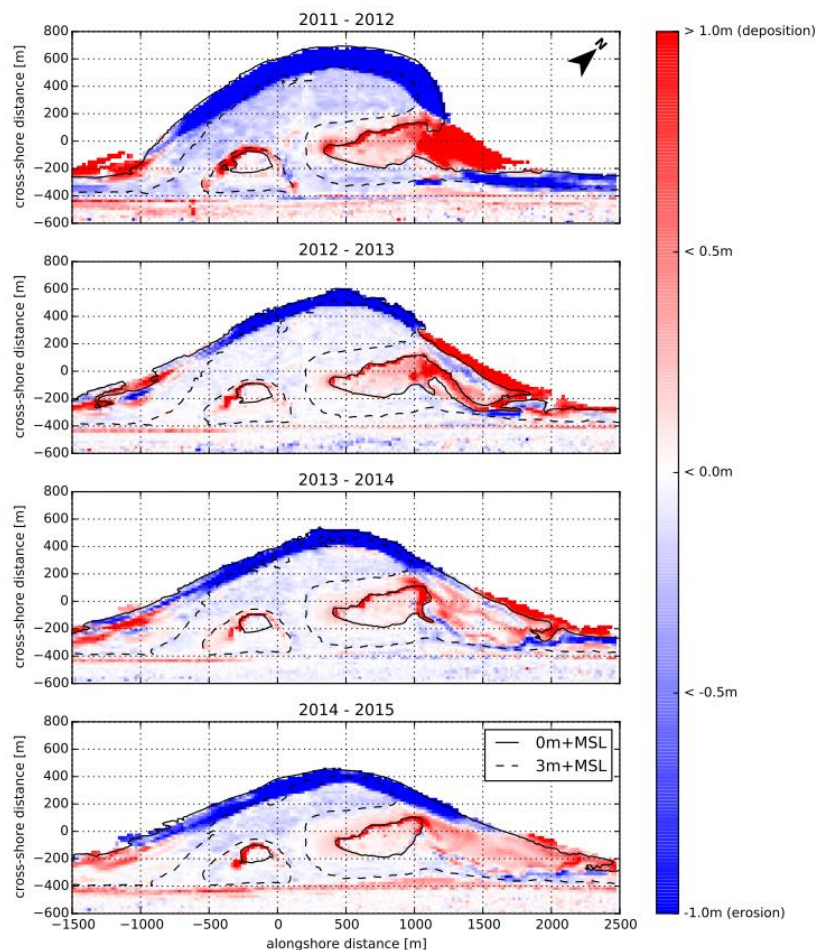 2011 - 2012
800
600
400
200
0
−200
−400
−600
cross-shore distance [m]
N
2012 - 2013
800
600
400
200
0
−200
−400
−600
cross-shore distance [m]
2013 - 2014
800
600
400
200
0
−200
−400
−600
cross-shore distance [m]
2014 - 2015
800
600
400
200
0
−200
−400
−600
cross-shore distance [m]
0m+MSL
3m+MSL
−1500 −1000 −500 0 500 1000 1500 2000 2500
alongshore distance [m]
> 1.0m (deposition)
< 0.5m
< 0.0m
< -0.5m
-1.0m (erosion)